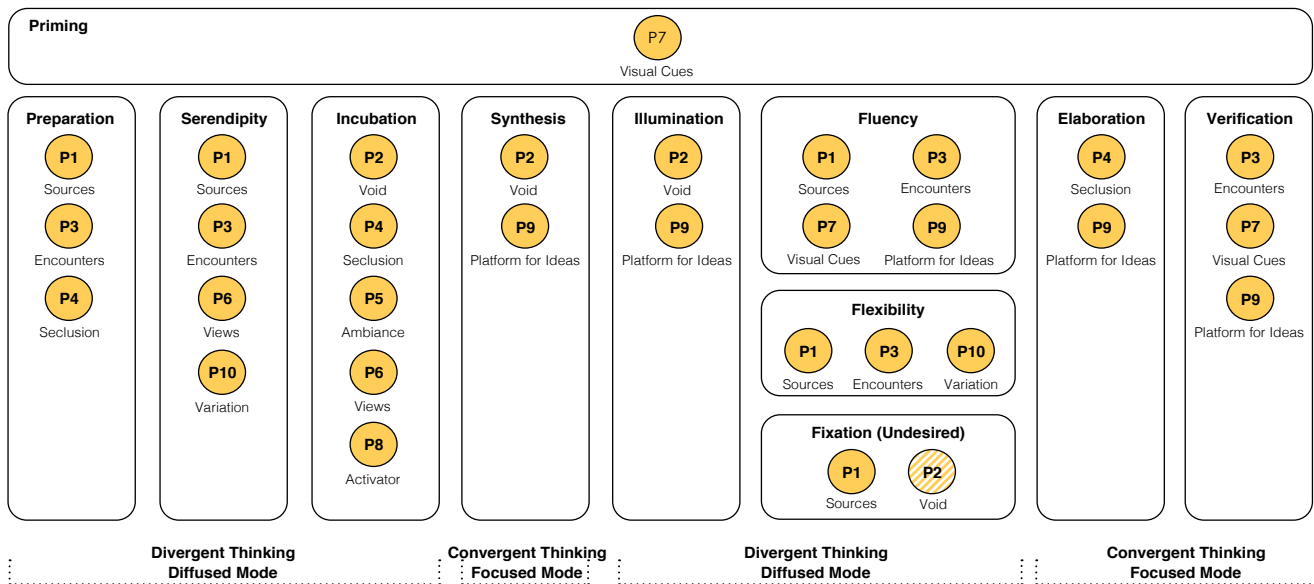 Priming
P7
Visual Cues
Preparation
P1
Sources
P3
Encounters
P4
Seclusion
Serendipity
P1
Sources
P3
Encounters
P6
Views
P10
Variation
Incubation
P2
Void
P4
Seclusion
P5
Ambiance
P6
Views
P8
Activator
Synthesis
P2
Void
P9
Platform for Ideas
Illumination
P2
Void
P9
Platform for Ideas
Fluency
P1
Sources
P3
Encounters
P7
Visual Cues
P9
Platform for Ideas
Flexibility
P1
Sources
P3
Encounters
P10
Variation
Fixation (Undesired)
P1
Sources
P2
Void
Elaboration
P4
Seclusion
P9
Platform for Ideas
Verification
P3
Encounters
P7
Visual Cues
P9
Platform for Ideas
Divergent Thinking
Diffused Mode
Convergent Thinking
Focused Mode
Divergent Thinking
Diffused Mode
Convergent Thinking
Focused Mode